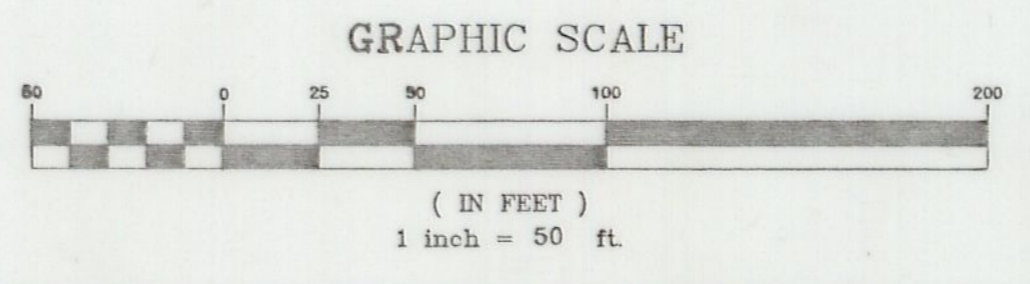 GRAPHIC SCALE
50 0 25 50 100 200
( IN FEET )
1 inch = 50 ft.